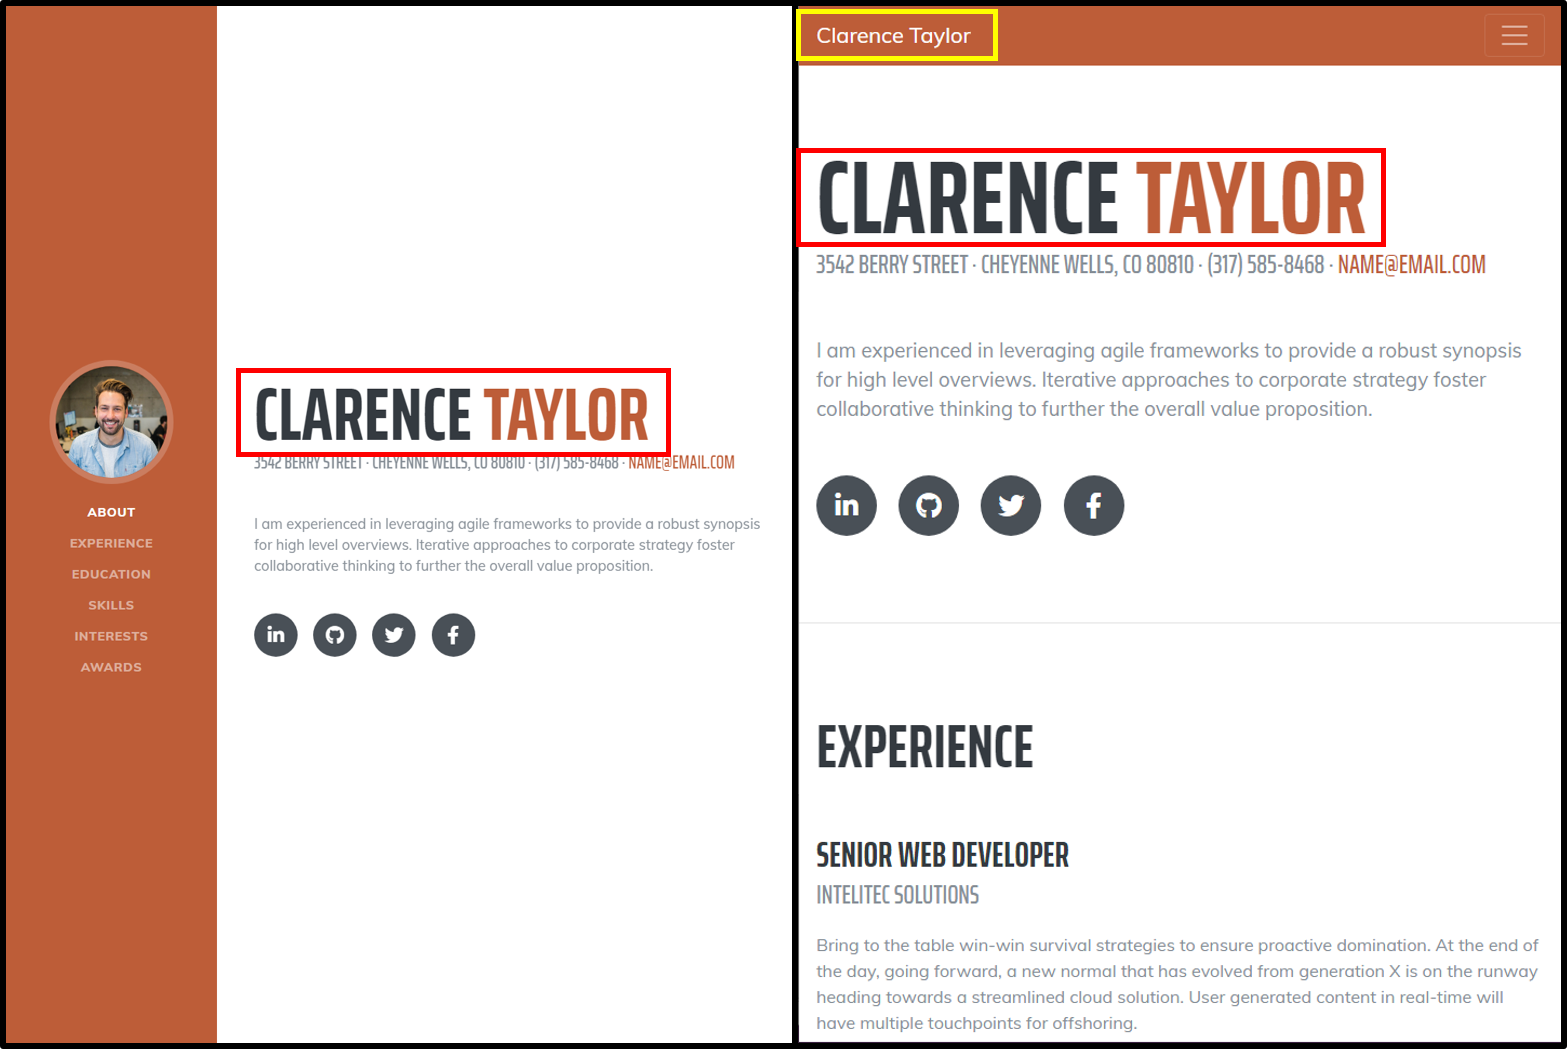 CLARENCE TAYLOR
3542 BERRY STREET · CHEYENNE WELLS, CO 80810 · (317) 585-8468 · NAME@EMAIL.COM
I am experienced in leveraging agile frameworks to provide a robust synopsis
for high level overviews. Iterative approaches to corporate strategy foster
collaborative thinking to further the overall value proposition.
in
f
ABOUT
EXPERIENCE
EDUCATION
SKILLS
INTERESTS
AWARDS
Clarence Taylor
CLARENCE TAYLOR
3542 BERRY STREET · CHEYENNE WELLS, CO 80810 · (317) 585-8468 · NAME@EMAIL.COM
I am experienced in leveraging agile frameworks to provide a robust synopsis
for high level overviews. Iterative approaches to corporate strategy foster
collaborative thinking to further the overall value proposition.
in
f
EXPERIENCE
SENIOR WEB DEVELOPER
INTELITEC SOLUTIONS
Bring to the table win-win survival strategies to ensure proactive domination. At the end of
the day, going forward, a new normal that has evolved from generation X is on the runway
heading towards a streamlined cloud solution. User generated content in real-time will
have multiple touchpoints for offshoring.